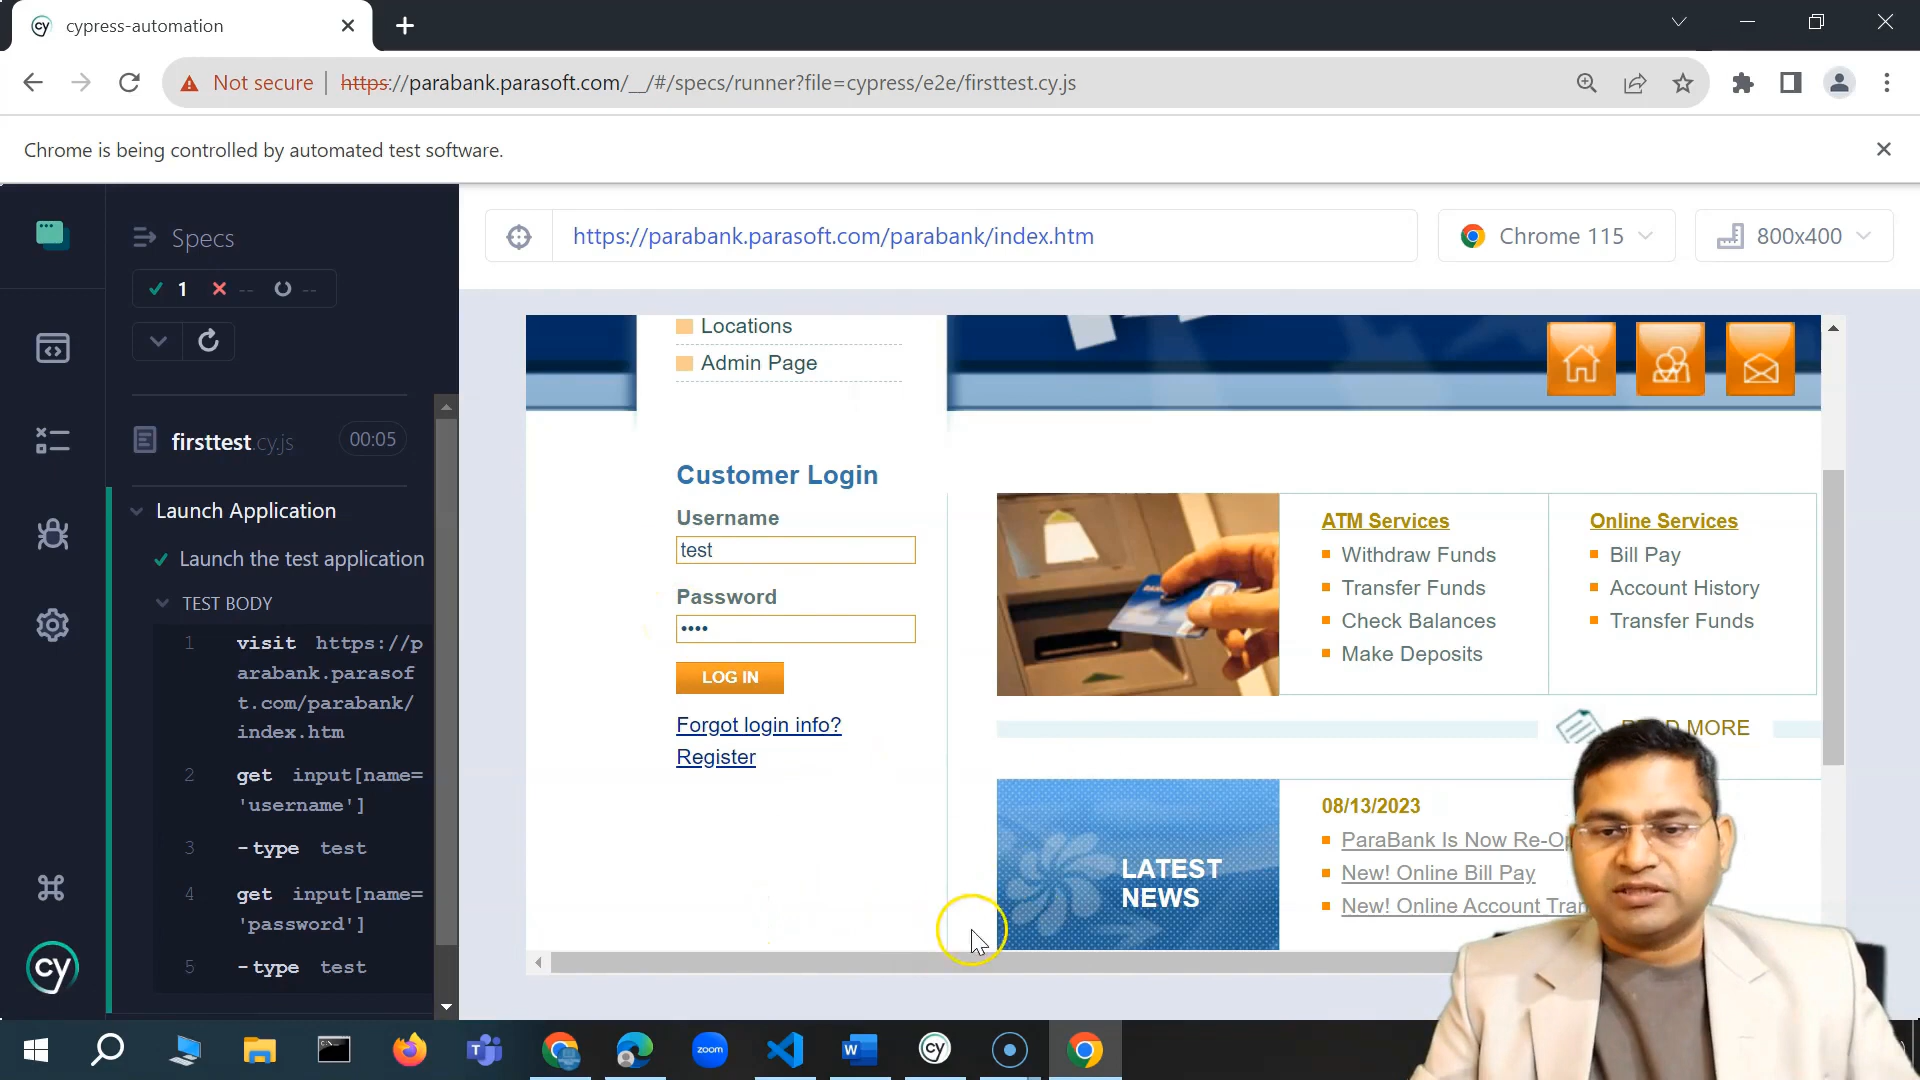 cy cypress-automation
Not secure https://parabank.parasoft.com/__/#/specs/runner?file=cypress/e2e/firsttest.cy.js
Chrome is being controlled by automated test software.
Specs
1 -- --
firsttest.cy.js 00:05
Launch Application
Launch the test application
TEST BODY
1 visit https://p
arabank.parasof
t.com/parabank/
index.htm
2 get input[name=
'username']
3 -type test
4 get input[name=
'password']
5 -type test
cy
https://parabank.parasoft.com/parabank/index.htm
Chrome 115
800x400
Locations
Admin Page
Customer Login
Username
test
Password
••••
LOG IN
Forgot login info?
Register
ATM Services
Withdraw Funds
Transfer Funds
Check Balances
Make Deposits
Online Services
Bill Pay
Account History
Transfer Funds
MORE
LATEST
NEWS
08/13/2023
ParaBank Is Now
New! Online Bill Pay
New! Online Account
zoom
W
cy